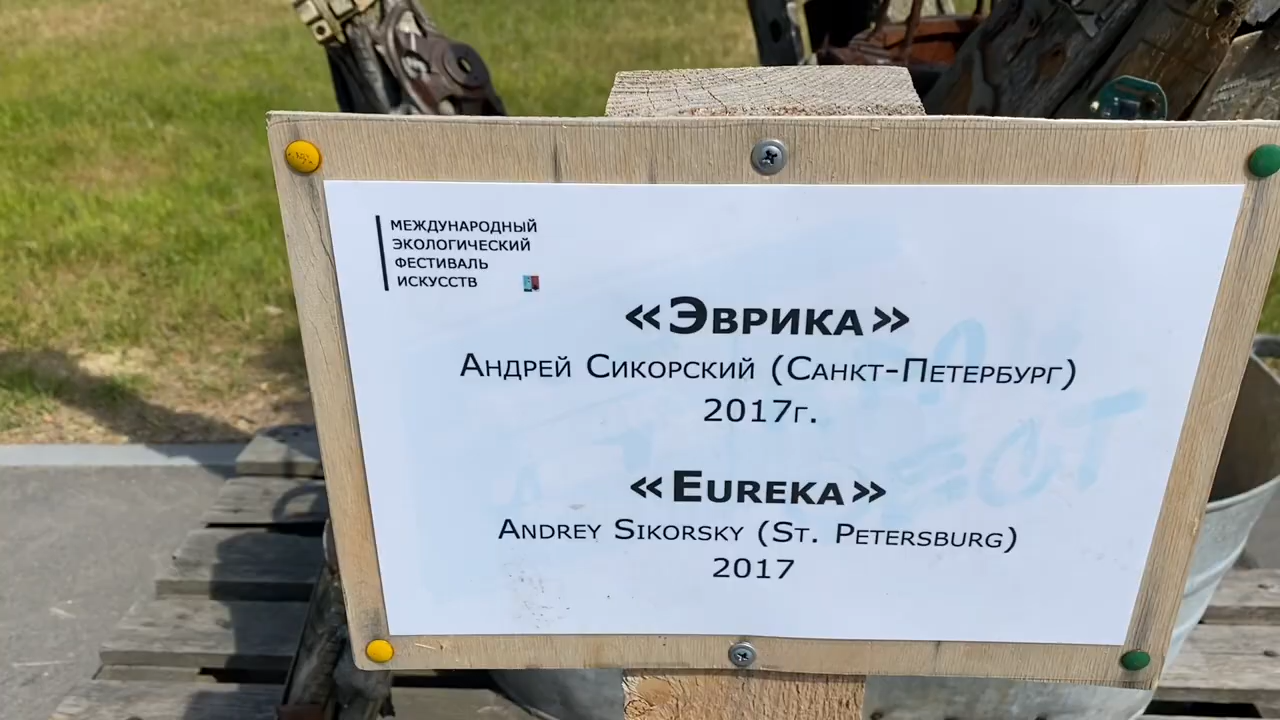 МЕЖДУНАРОДНЫЙ
ЭКОЛОГИЧЕСКИЙ
ФЕСТИВАЛЬ
ИСКУССТВ
«ЭВРИКА»
АНДРЕЙ СИКОРСКИЙ (САНКТ-ПЕТЕРБУРГ)
2017г.
«EUREKA»
ANDREY SIKORSKY (ST. PETERSBURG)
2017